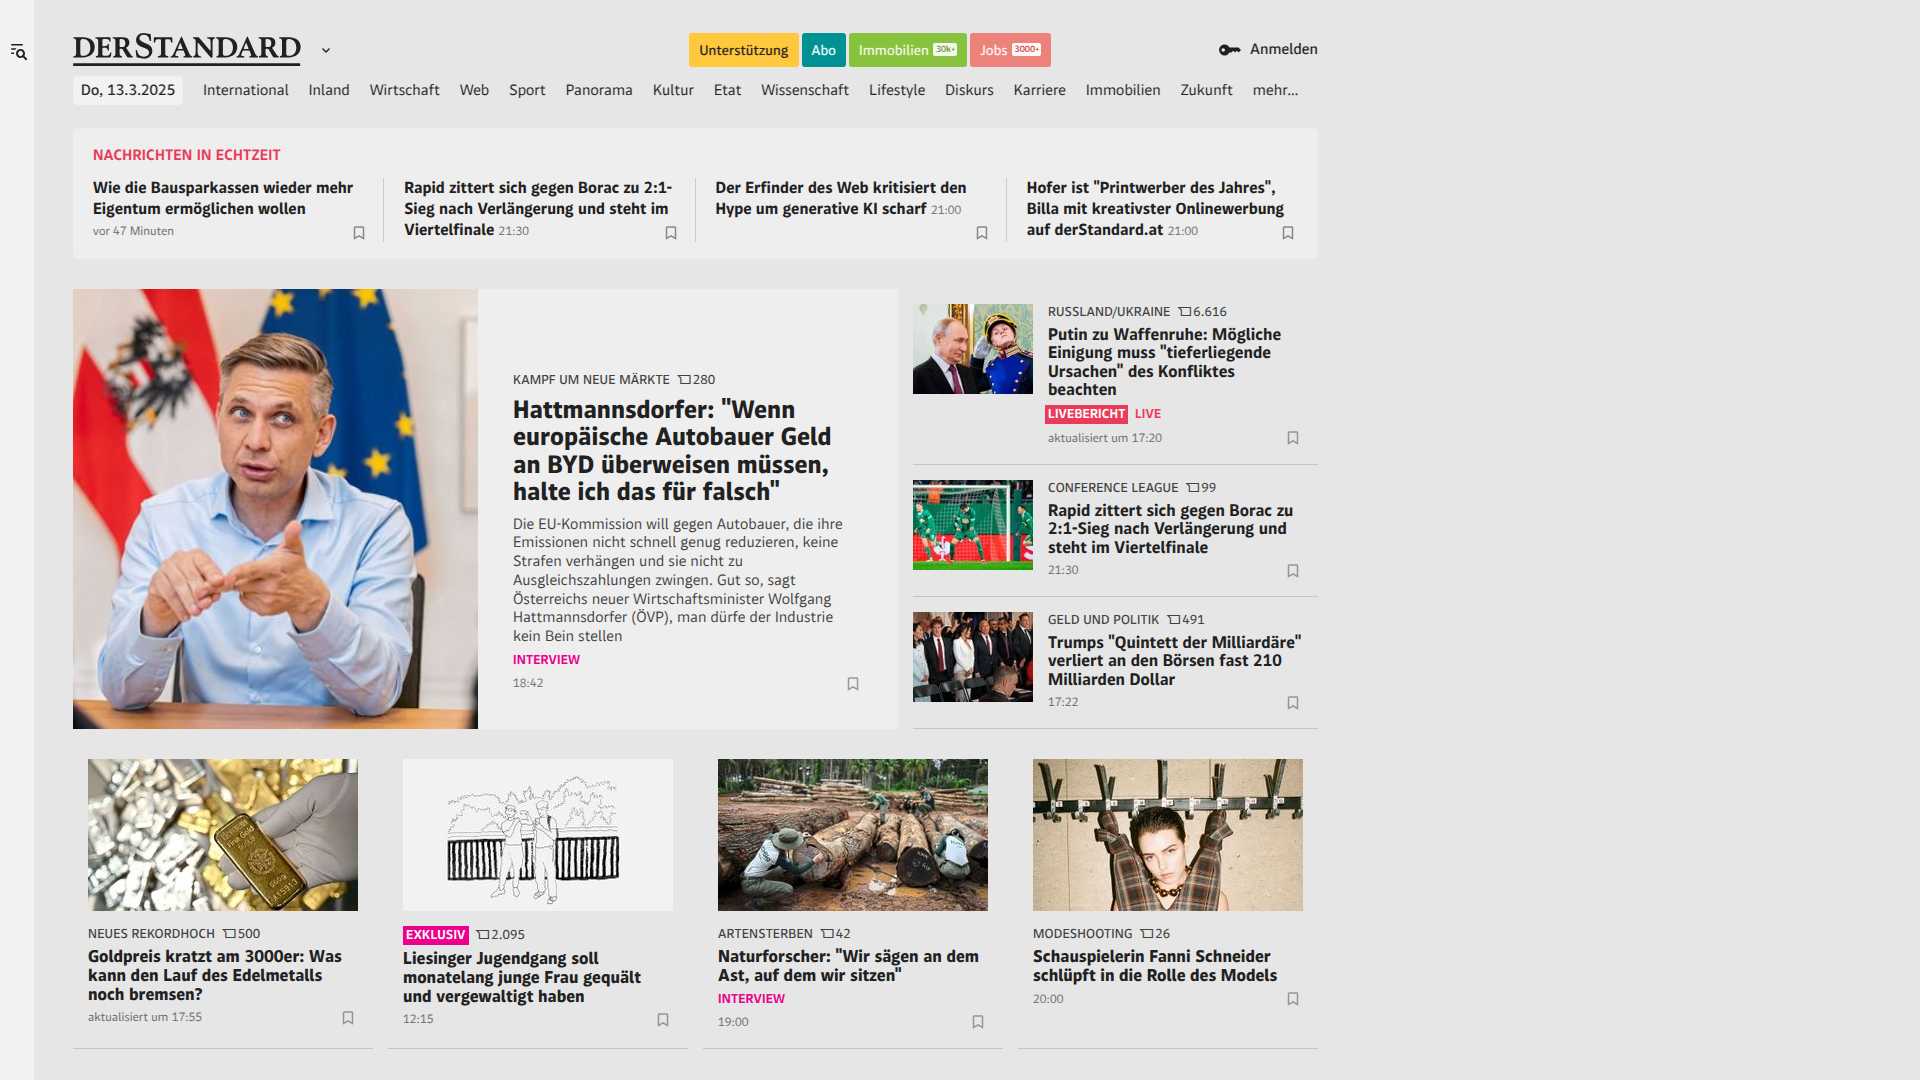 DERSTANDARD
Unterstützung
Abo
Immobilien 30k+
Jobs 3000+
Anmelden
Do, 13.3.2025 International Inland Wirtschaft Web Sport Panorama Kultur Etat Wissenschaft Lifestyle Diskurs Karriere Immobilien Zukunft mehr...
NACHRICHTEN IN ECHTZEIT
Wie die Bausparkassen wieder mehr
Eigentum ermöglichen wollen
vor 47 Minuten
Rapid zittert sich gegen Borac zu 2:1-
Sieg nach Verlängerung und steht im
Viertelfinale 21:30
Der Erfinder des Web kritisiert den
Hype um generative KI scharf 21:00
Hofer ist "Printwerber des Jahres",
Billa mit kreativster Onlinewerbung
auf derStandard.at 21:00
KAMPF UM NEUE MÄRKTE 280
Hattmannsdorfer: "Wenn
europäische Autobauer Geld
an BYD überweisen müssen,
halte ich das für falsch"
Die EU-Kommission will gegen Autobauer, die ihre
Emissionen nicht schnell genug reduzieren, keine
Strafen verhängen und sie nicht zu
Ausgleichszahlungen zwingen. Gut so, sagt
Österreichs neuer Wirtschaftsminister Wolfgang
Hattmannsdorfer (ÖVP), man dürfe der Industrie
kein Bein stellen
INTERVIEW
18:42
RUSSLAND/UKRAINE 6.616
Putin zu Waffenruhe: Mögliche
Einigung muss "tieferliegende
Ursachen" des Konfliktes
beachten
LIVEBERICHT LIVE
aktualisiert um 17:20
CONFERENCE LEAGUE 99
Rapid zittert sich gegen Borac zu
2:1-Sieg nach Verlängerung und
steht im Viertelfinale
21:30
GELD UND POLITIK 491
Trumps "Quintett der Milliardäre"
verliert an den Börsen fast 210
Milliarden Dollar
17:22
NEUES REKORDHOCH 500
Goldpreis kratzt am 3000er: Was
kann den Lauf des Edelmetalls
noch bremsen?
aktualisiert um 17:55
EXKLUSIV 2.095
Liesinger Jugendgang soll
monatelang junge Frau gequält
und vergewaltigt haben
12:15
ARTENSTERBEN 42
Naturforscher: "Wir sägen an dem
Ast, auf dem wir sitzen"
INTERVIEW
19:00
MODESHOOTING 26
Schauspielerin Fanni Schneider
schlüpft in die Rolle des Models
20:00